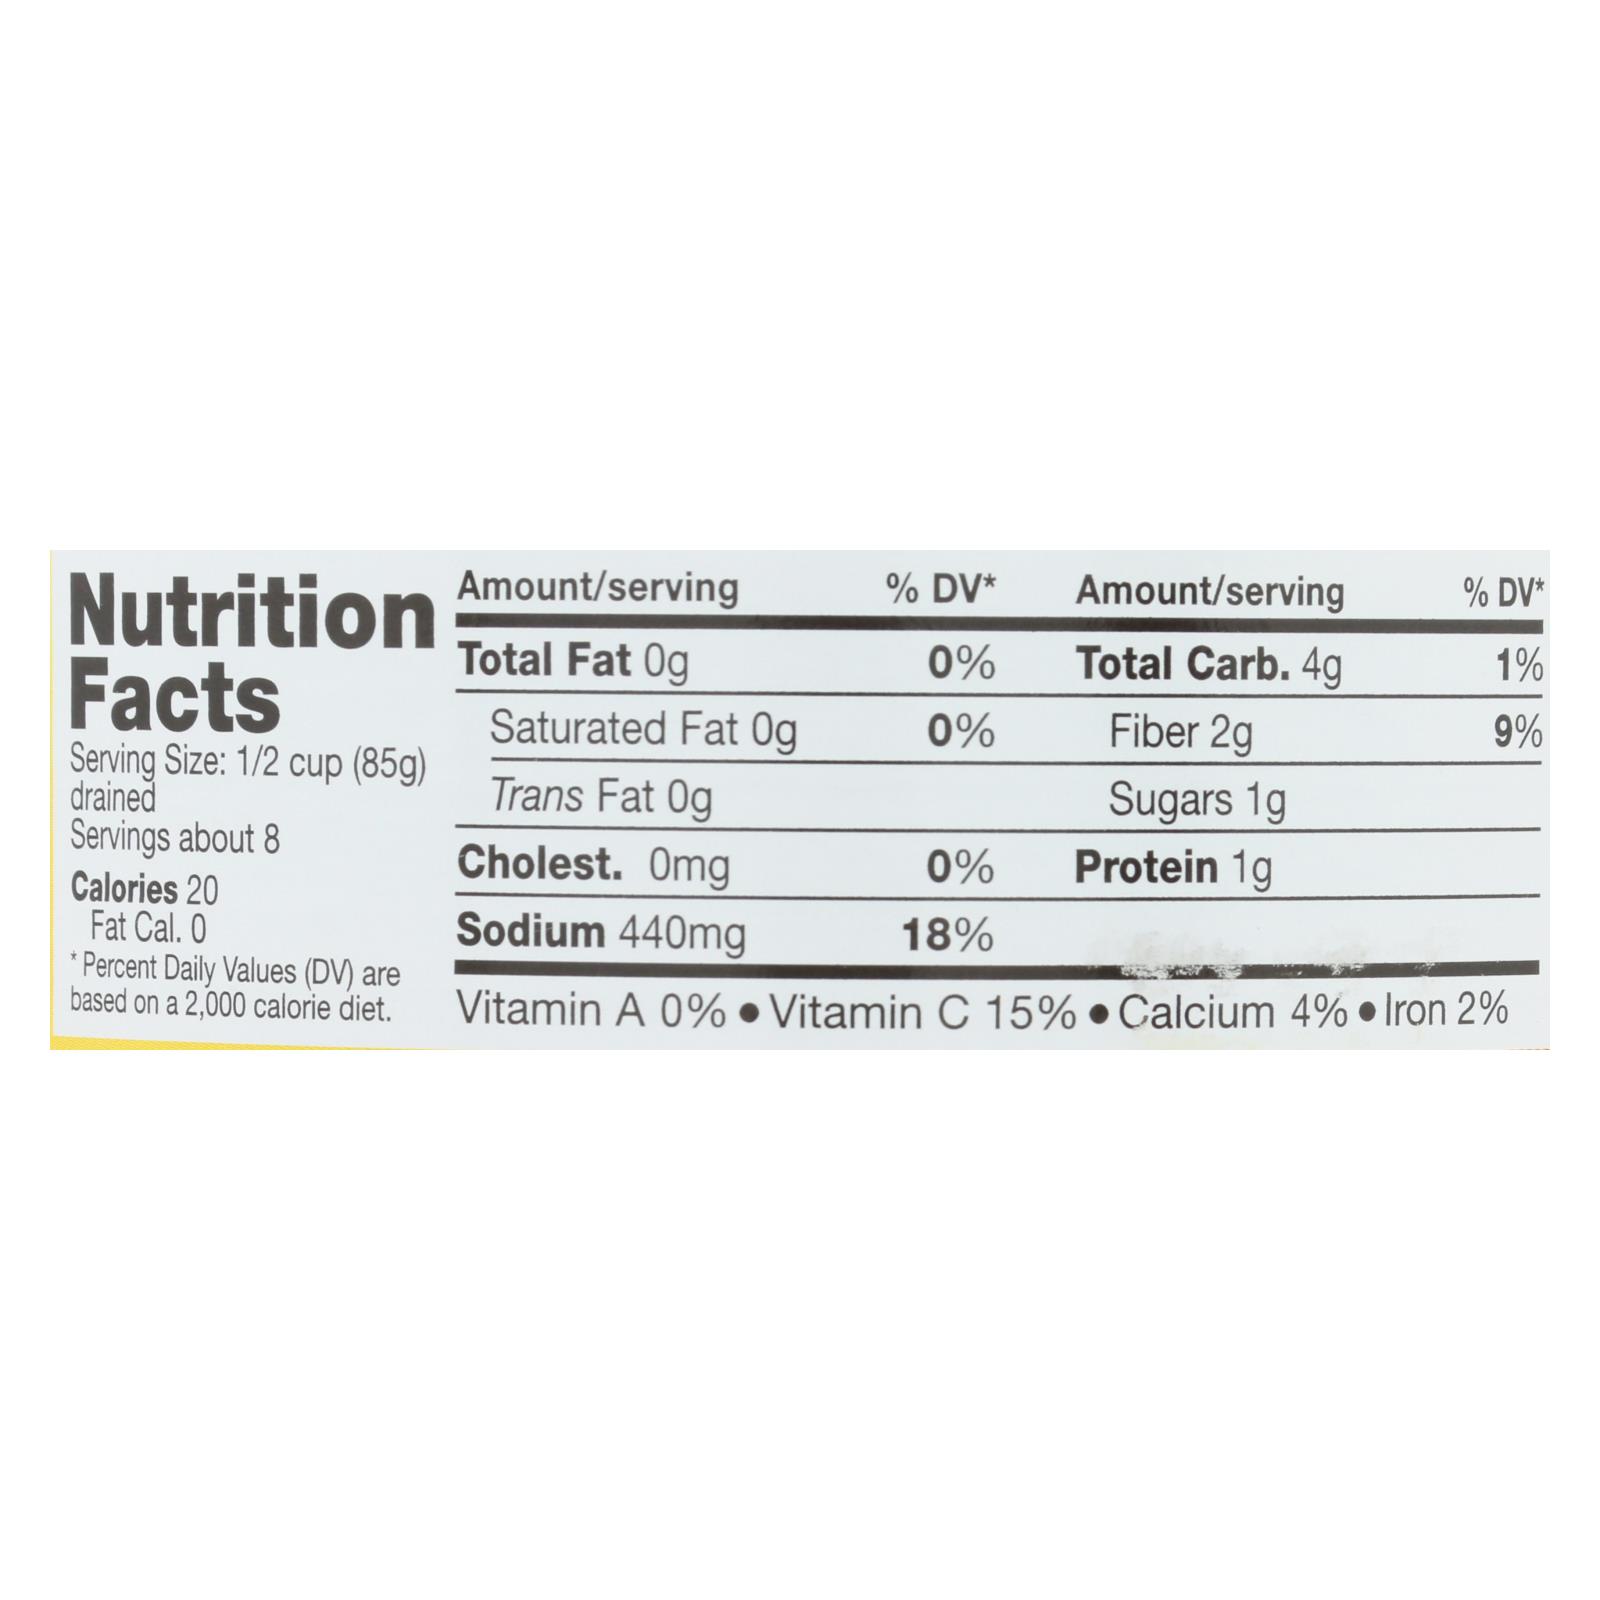 Nutrition
Facts
Serving Size: 1/2 cup (85g)
drained
Servings about 8
Calories 20
Fat Cal. 0
* Percent Daily Values (DV) are
based on a 2,000 calorie diet.
Amount/serving % DV* Amount/serving % DV*
Total Fat 0g 0% Total Carb. 4g 1%
Saturated Fat 0g 0% Fiber 2g 9%
Trans Fat 0g Sugars 1g
Cholest. 0mg 0% Protein 1g
Sodium 440mg 18%
Vitamin A 0% ● Vitamin C 15% ● Calcium 4% ● Iron 2%